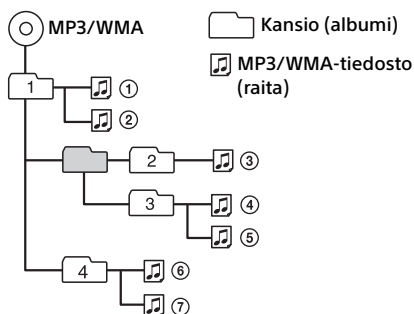 MP3/WMA
Kansio (albumi)
MP3/WMA-tiedosto
(raita)
1
①
②
2
③
3
④
⑤
4
⑥
⑦